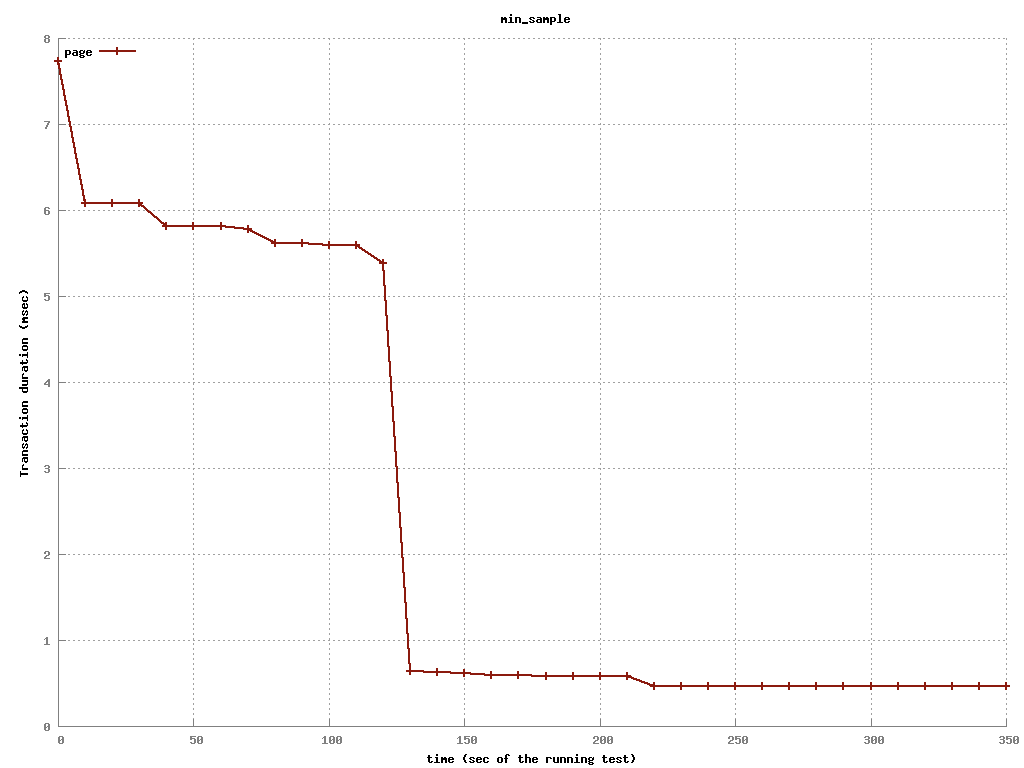 min_sample
page
8
7
6
5
4
3
2
1
0
Transaction duration (msec)
0 50 100 150 200 250 300 350
time (sec of the running test)